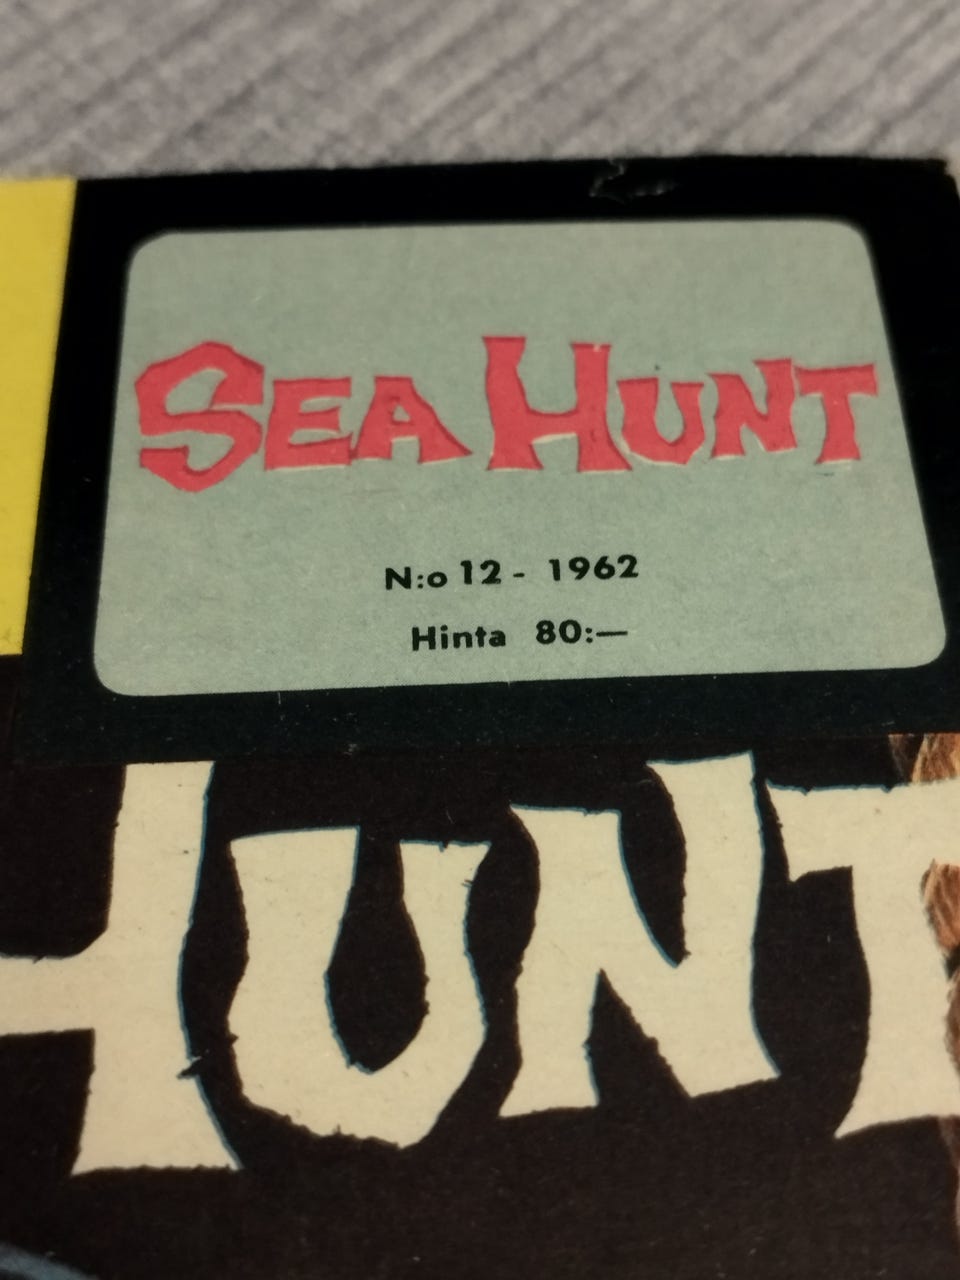 SEA HUNT
N:o 12 - 1962
Hinta 80:—
HUNT